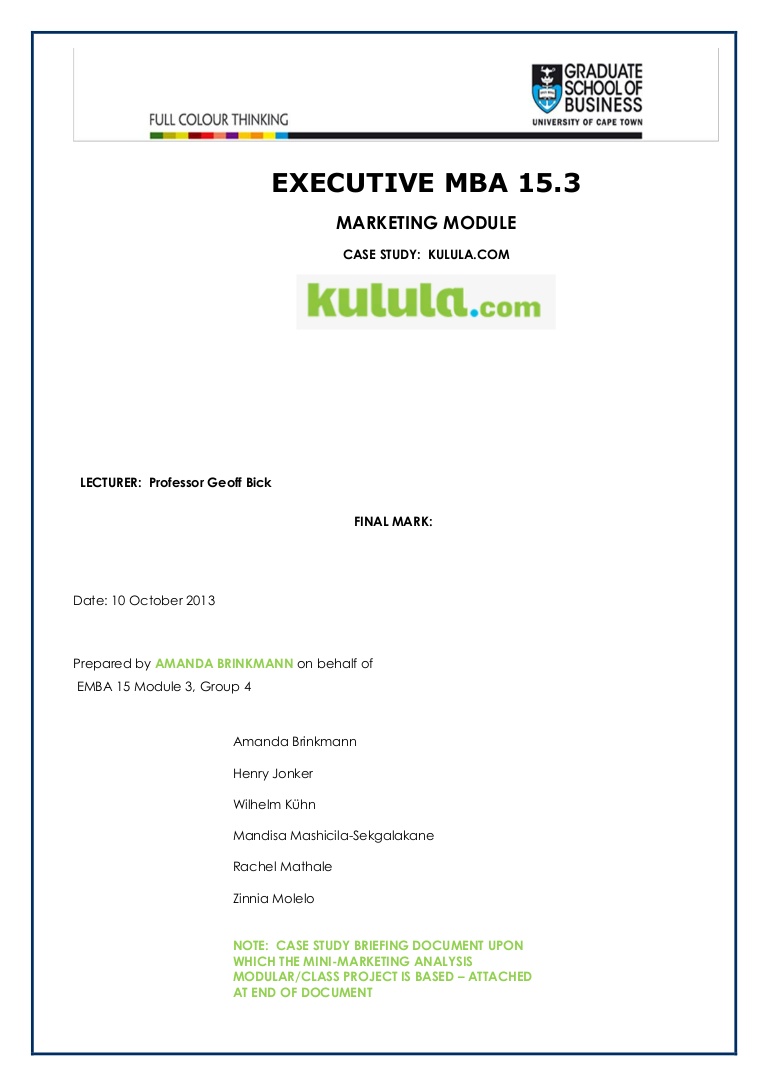 FULL COLOUR THINKING
GRADUATE
SCHOOL OF
BUSINESS
UNIVERSITY OF CAPE TOWN
EXECUTIVE MBA 15.3
MARKETING MODULE
CASE STUDY:  KULULA.COM
kulula.com
LECTURER:  Professor Geoff Bick
FINAL MARK:
Date: 10 October 2013
Prepared by AMANDA BRINKMANN on behalf of
EMBA 15 Module 3, Group 4
Amanda Brinkmann
Henry Jonker
Wilhelm Kühn
Mandisa Mashicila-Sekgalakane
Rachel Mathale
Zinnia Molelo
NOTE:  CASE STUDY BRIEFING DOCUMENT UPON
WHICH THE MINI-MARKETING ANALYSIS
MODULAR/CLASS PROJECT IS BASED – ATTACHED
AT END OF DOCUMENT